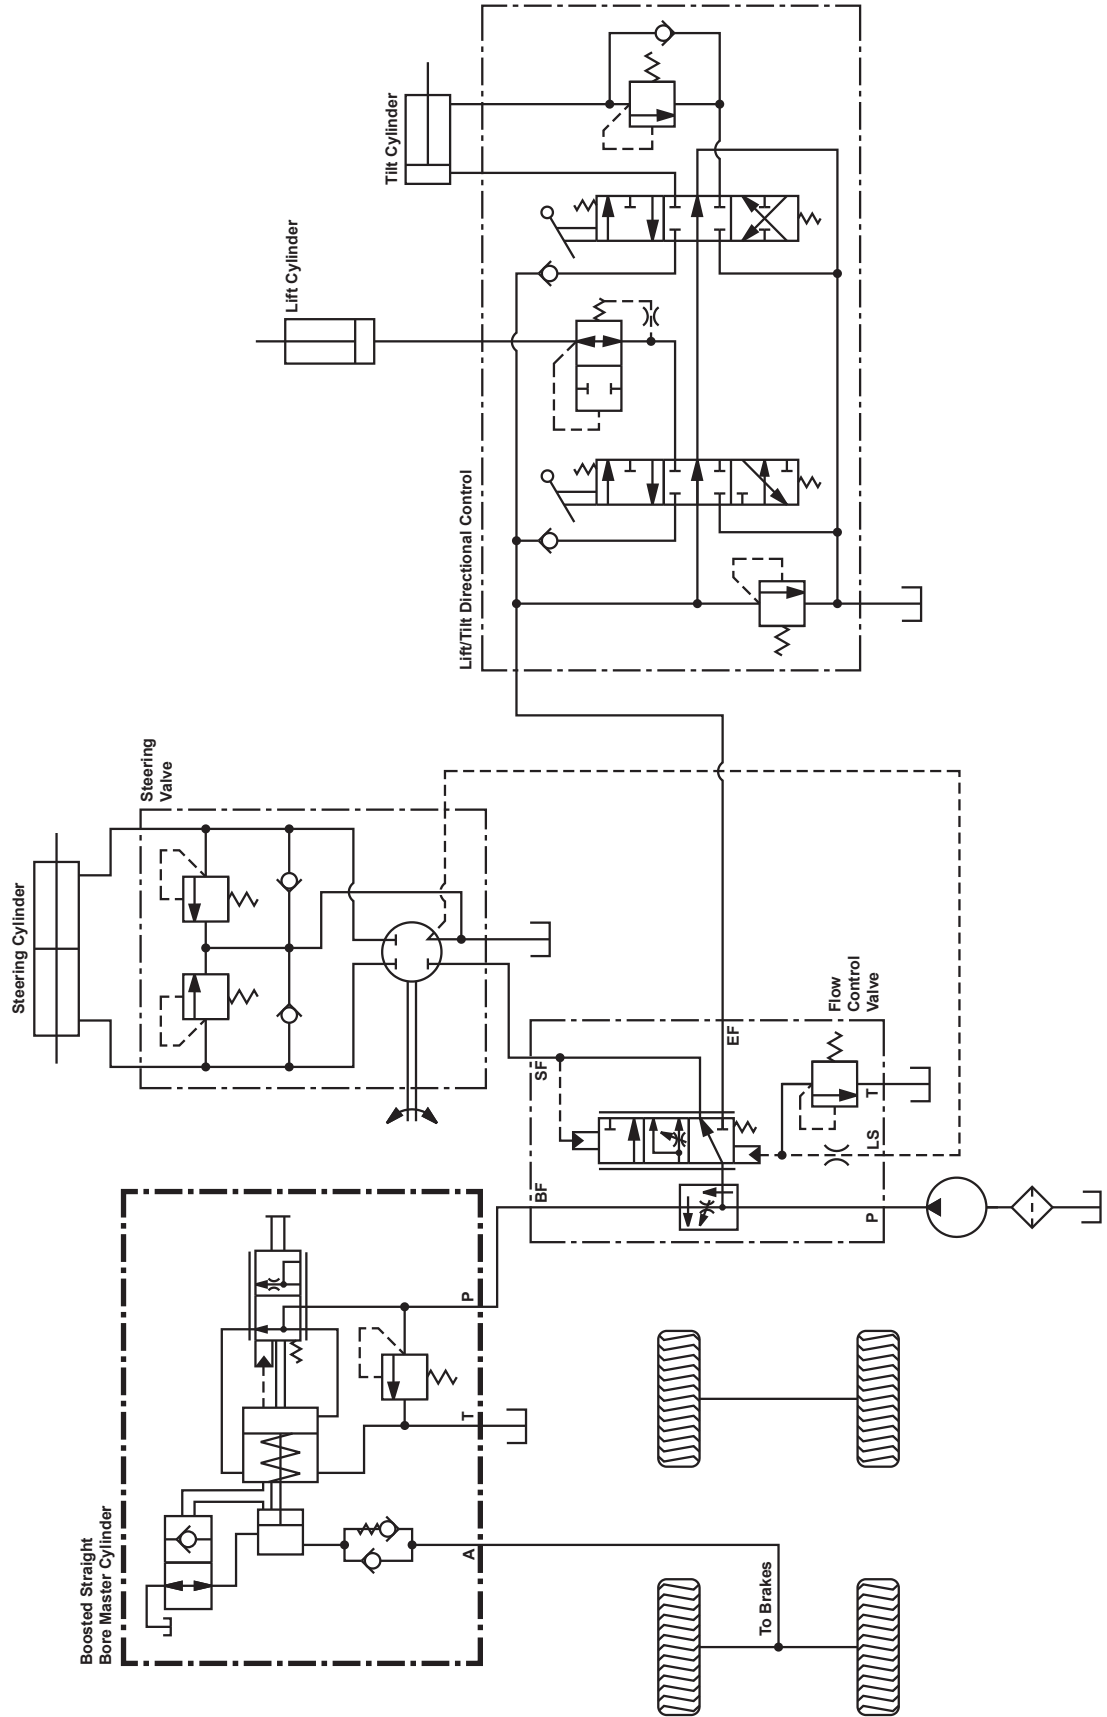 Tilt Cylinder
Lift Cylinder
Lift/Tilt Directional Control
Steering
Valve
Steering Cylinder
Flow
Control
Valve
EF
SF
T
LS
BF
P
P
T
A
Boosted Straight
Bore Master Cylinder
To Brakes